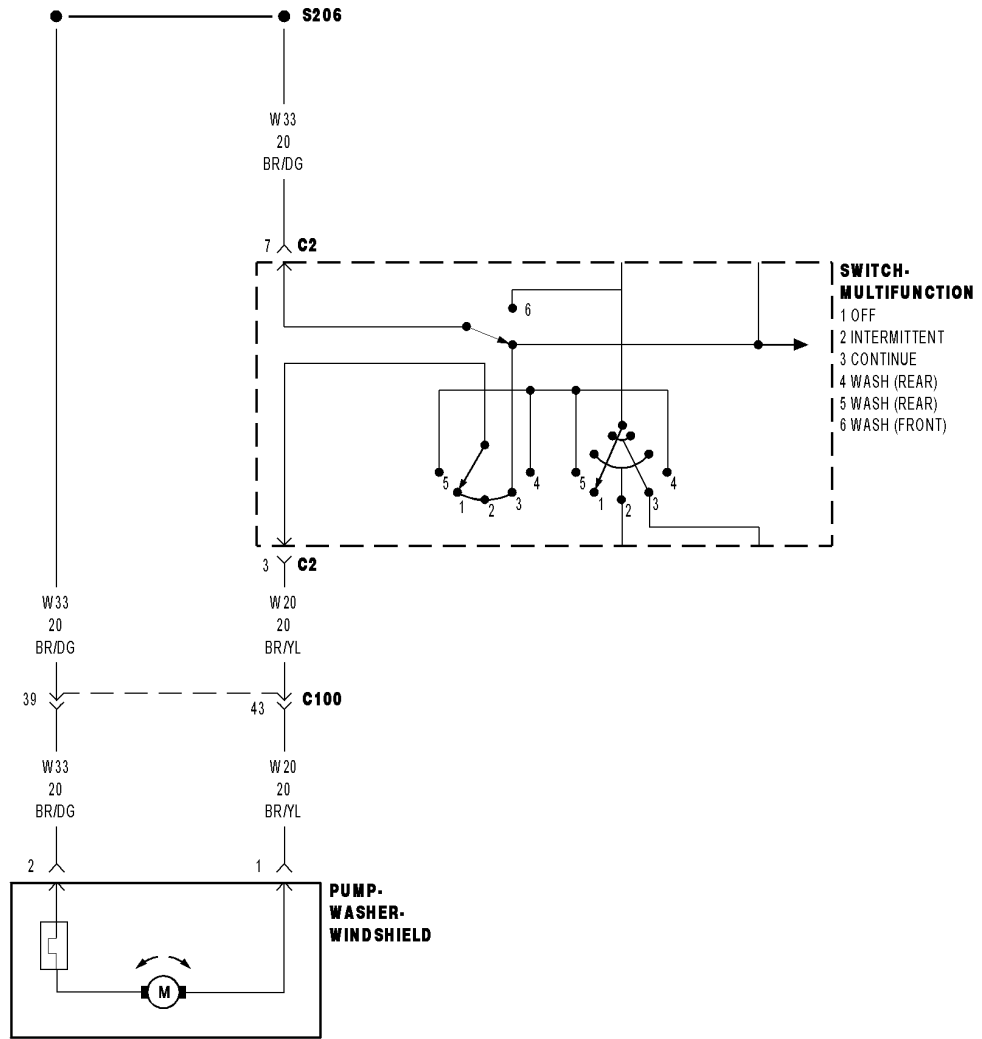 S206
W33
20
BR/DG
7 C2
SWITCH-
MULTIFUNCTION
1 OFF
2 INTERMITTENT
3 CONTINUE
4 WASH (REAR)
5 WASH (REAR)
6 WASH (FRONT)
6
5 4 5 4
1 2 3 1 2 3
3 C2
W33 W20
20 20
BR/DG BR/YL
39 43 C100
W33 W20
20 20
BR/DG BR/YL
2 1
PUMP-
WASHER-
WINDSHIELD
M